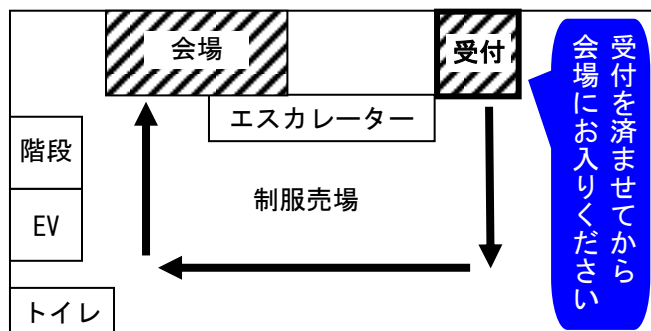 会場
受付
エスカレーター
階段
EV
制服売場
トイレ
受付を済ませてから
会場にお入りください